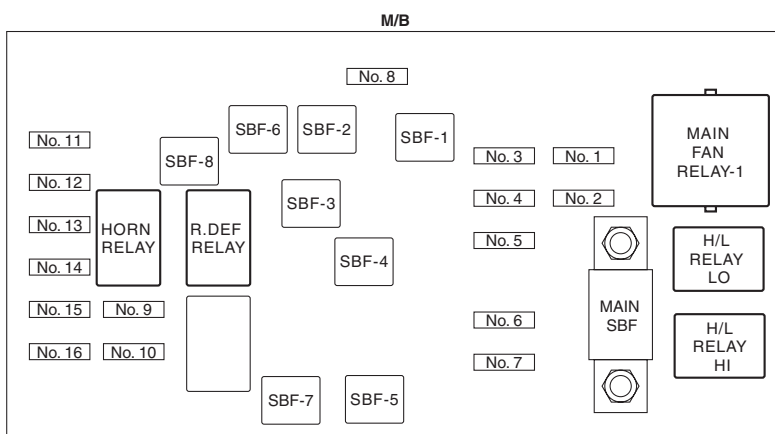 M/B
No. 8
SBF-6
SBF-2
SBF-1
MAIN
FAN
RELAY-1
No. 11
SBF-8
No. 3
No. 1
No. 12
SBF-3
No. 4
No. 2
HORN
RELAY
R.DEF
RELAY
No. 13
No. 5
H/L
RELAY
LO
No. 14
SBF-4
No. 15
No. 9
MAIN
SBF
No. 6
H/L
RELAY
HI
No. 16
No. 10
No. 7
SBF-7
SBF-5